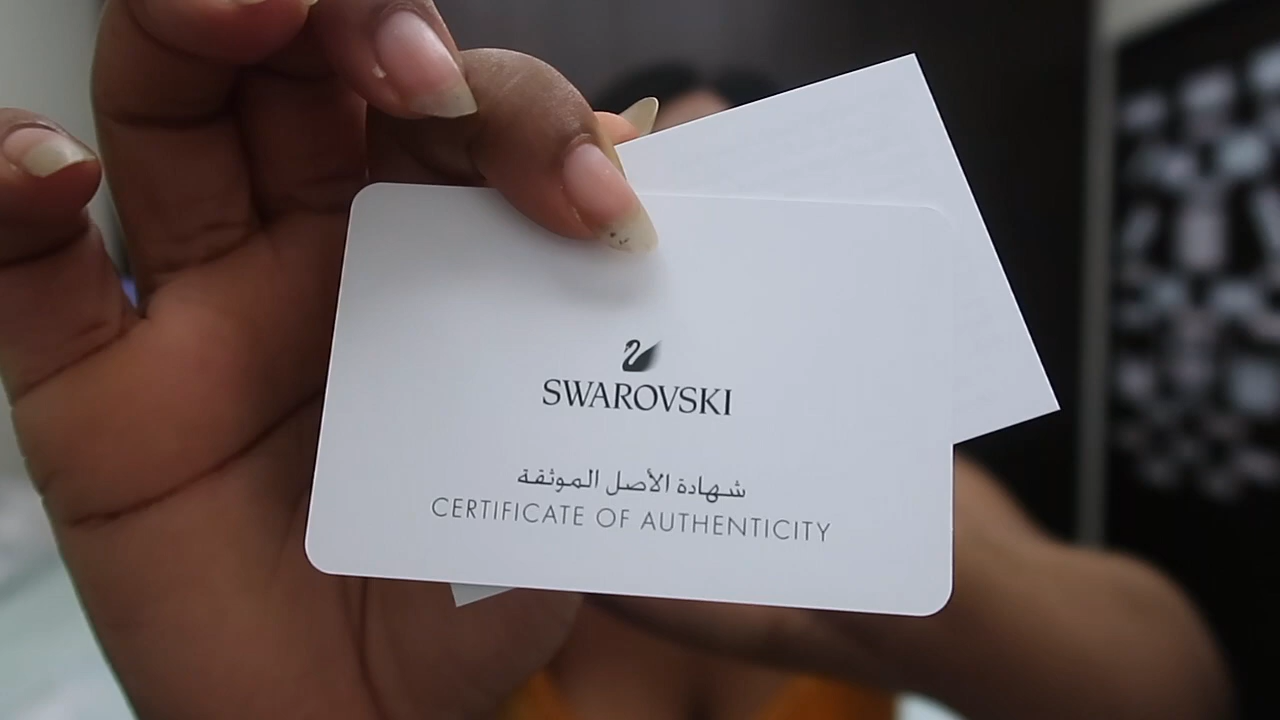 SWAROVSKI
شهادة الأصل الموثقة
CERTIFICATE OF AUTHENTICITY